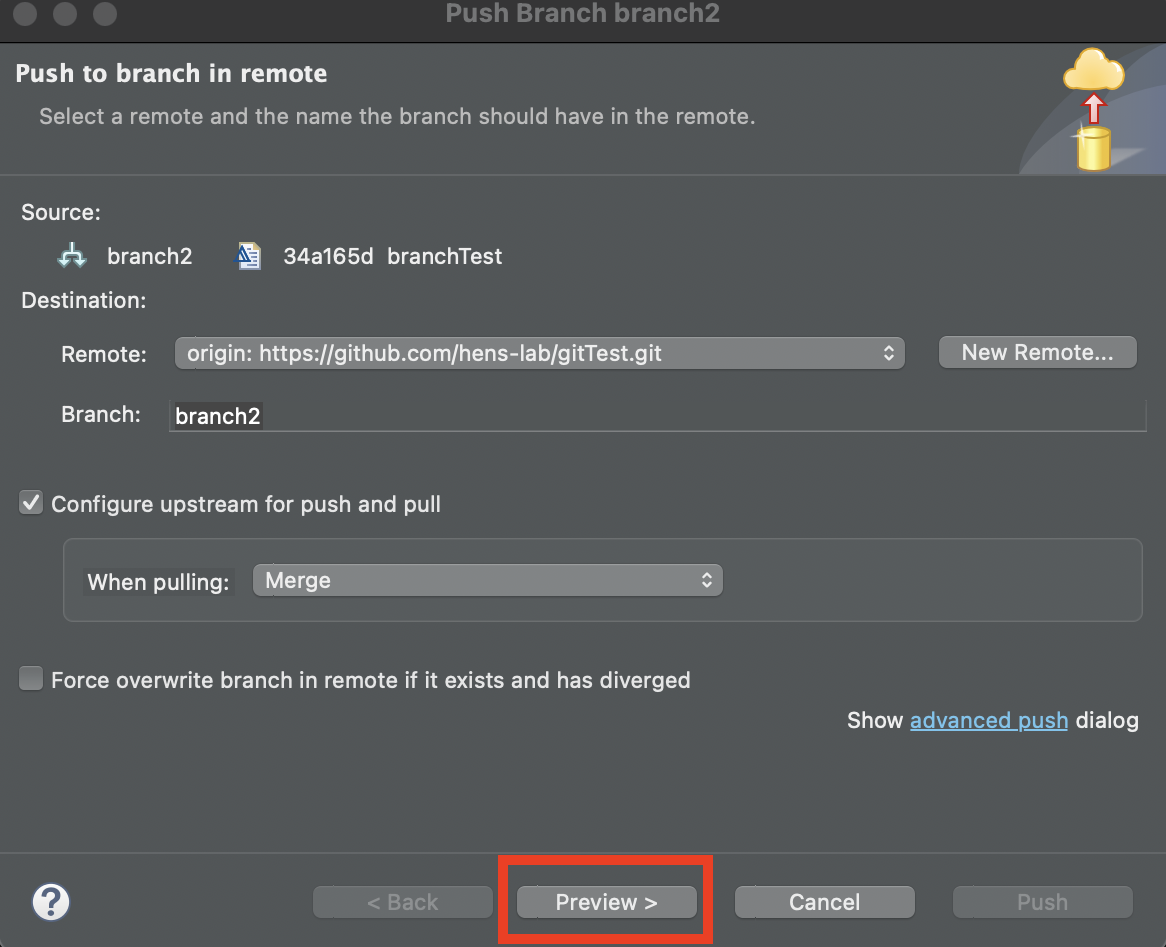 Push Branch branch2
Push to branch in remote
Select a remote and the name the branch should have in the remote.
Source:
branch2 34a165d branchTest
Destination:
Remote: origin: https://github.com/hens-lab/gitTest.git New Remote...
Branch: branch2
Configure upstream for push and pull
When pulling: Merge
Force overwrite branch in remote if it exists and has diverged
Show advanced push dialog
? < Back Preview > Cancel Push